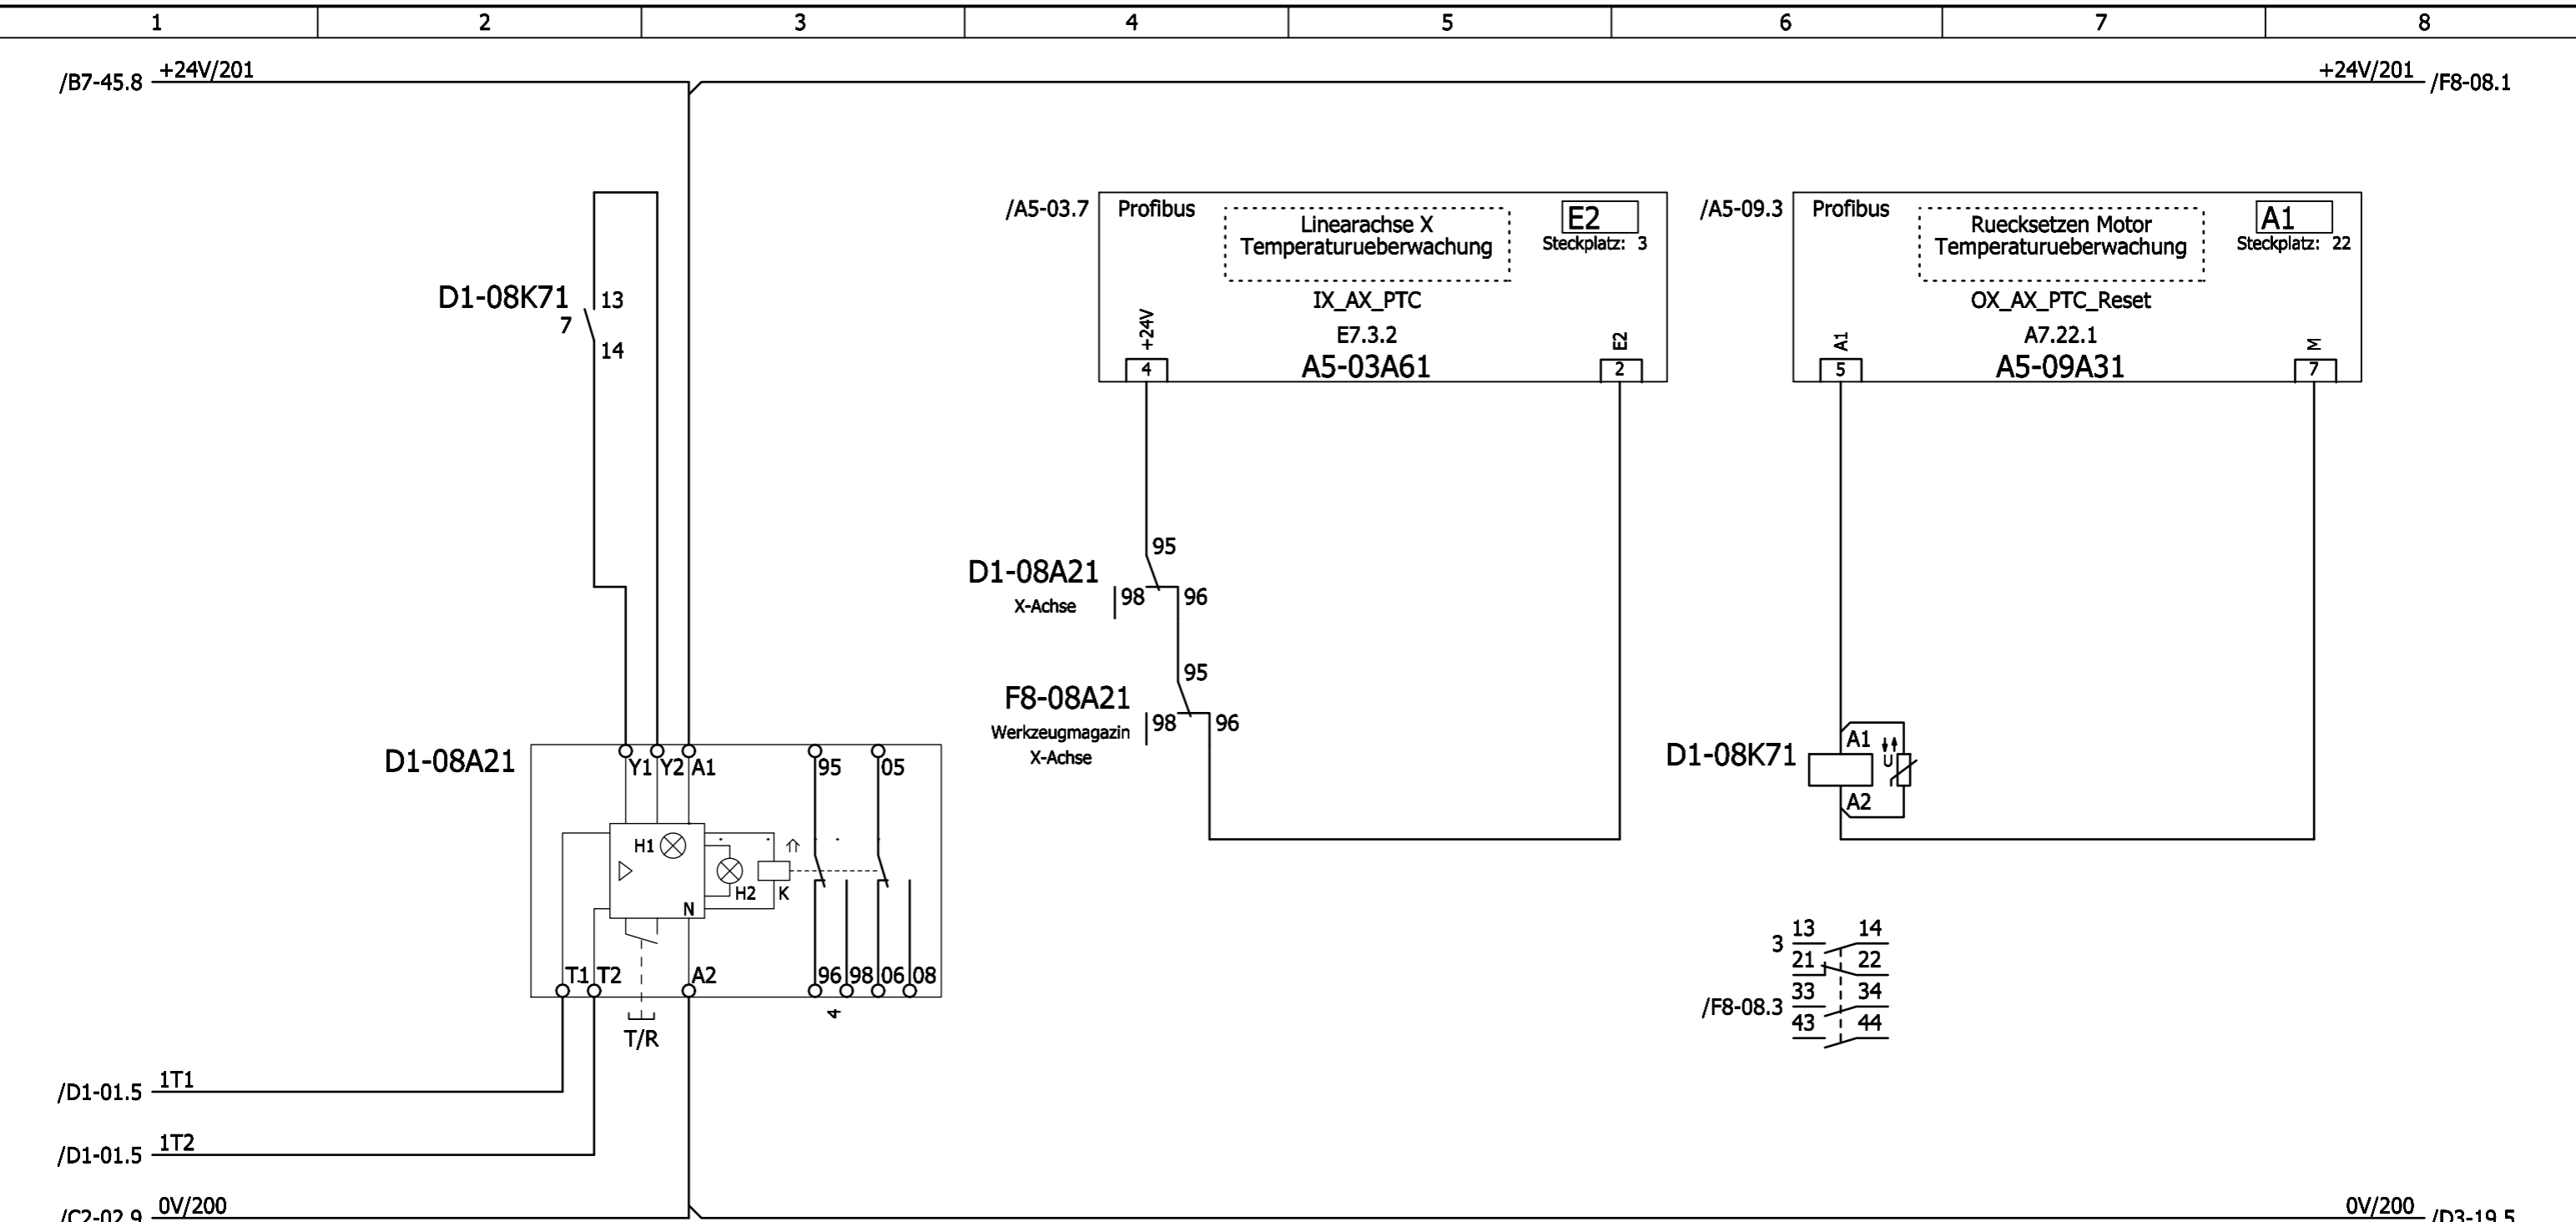 1 2 3 4 5 6 7 8
/B7-45.8 +24V/201 +24V/201 /F8-08.1
/A5-03.7 Profibus Linearachse X E2
Temperaturueberwachung Steckplatz: 3
IX_AX_PTC
E7.3.2
+24V E2
4 A5-03A61 2
/A5-09.3 Profibus Ruecksetzen Motor A1
Temperaturueberwachung Steckplatz: 22
OX_AX_PTC_Reset
A7.22.1
A1 M
5 A5-09A31 7
D1-08K71 13
7
14
95
D1-08A21
98 96
X-Achse
95
F8-08A21
98 96
Werkzeugmagazin
X-Achse
D1-08A21
Y1 Y2 A1 95 05
H1
H2 K
N
T1 T2 A2 96 98 06 08
4
T/R
A1
D1-08K71 U
A2
13 14
3
21 22
33 34
/F8-08.3
43 44
/D1-01.5 1T1
/D1-01.5 1T2
/C2-02.9 0V/200 0V/200 /D3-19.5